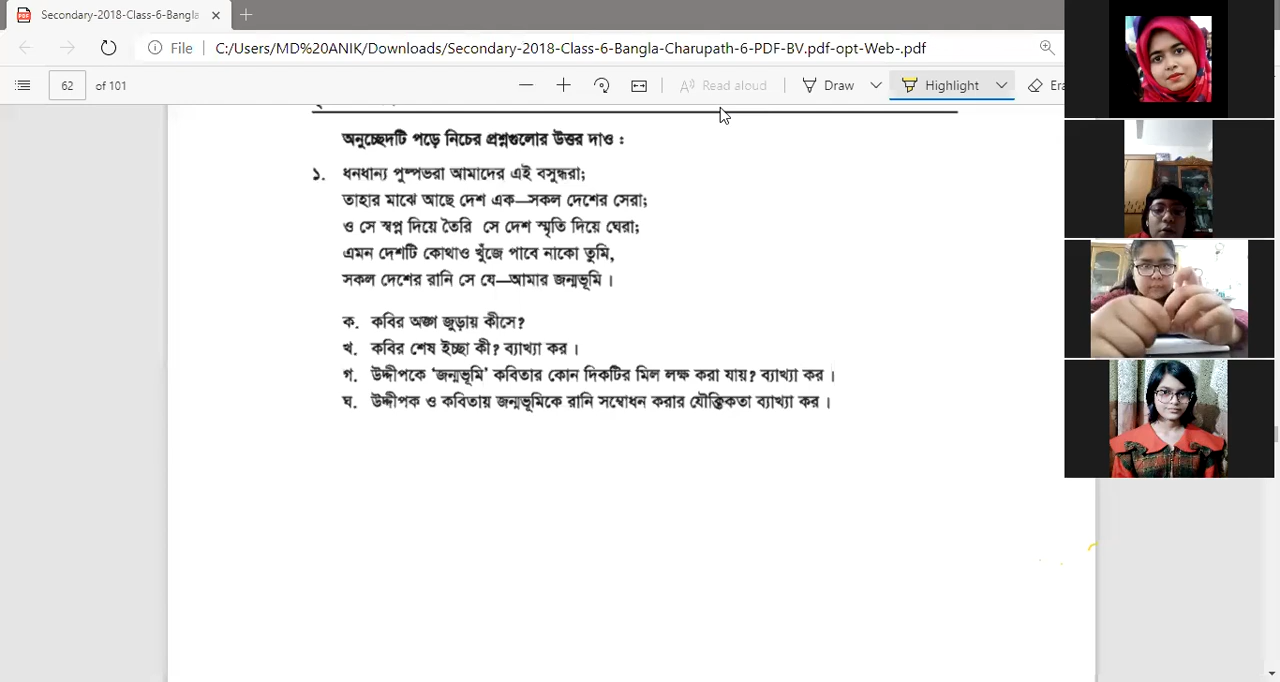 Secondary-2018-Class-6-Bangla
File
C:/Users/MD%20ANIK/Downloads/Secondary-2018-Class-6-Bangla-Charupath-6-PDF-BV.pdf-opt-Web-.pdf
62 of 101
Read aloud
Draw
Highlight
Era
অনুচ্ছেদটি পড়ে নিচের প্রশ্নগুলোর উত্তর দাও :
১. ধনধান্য পুষ্পভরা আমাদের এই বসুন্ধরা;
তাহার মাঝে আছে দেশ এক—সকল দেশের সেরা;
ও সে স্বপ্ন দিয়ে তৈরি সে দেশ স্মৃতি দিয়ে ঘেরা;
এমন দেশটি কোথাও খুঁজে পাবে নাকো তুমি,
সকল দেশের রানি সে যে—আমার জন্মভূমি।
ক. কবির অঙ্গ জুড়ায় কীসে?
খ. কবির শেষ ইচ্ছা কী? ব্যাখ্যা কর।
গ. উদ্দীপকে ‘জন্মভূমি’ কবিতার কোন দিকটির মিল লক্ষ করা যায়? ব্যাখ্যা কর।
ঘ. উদ্দীপক ও কবিতায় জন্মভূমিকে রানি সম্বোধন করার যৌক্তিকতা ব্যাখ্যা কর।